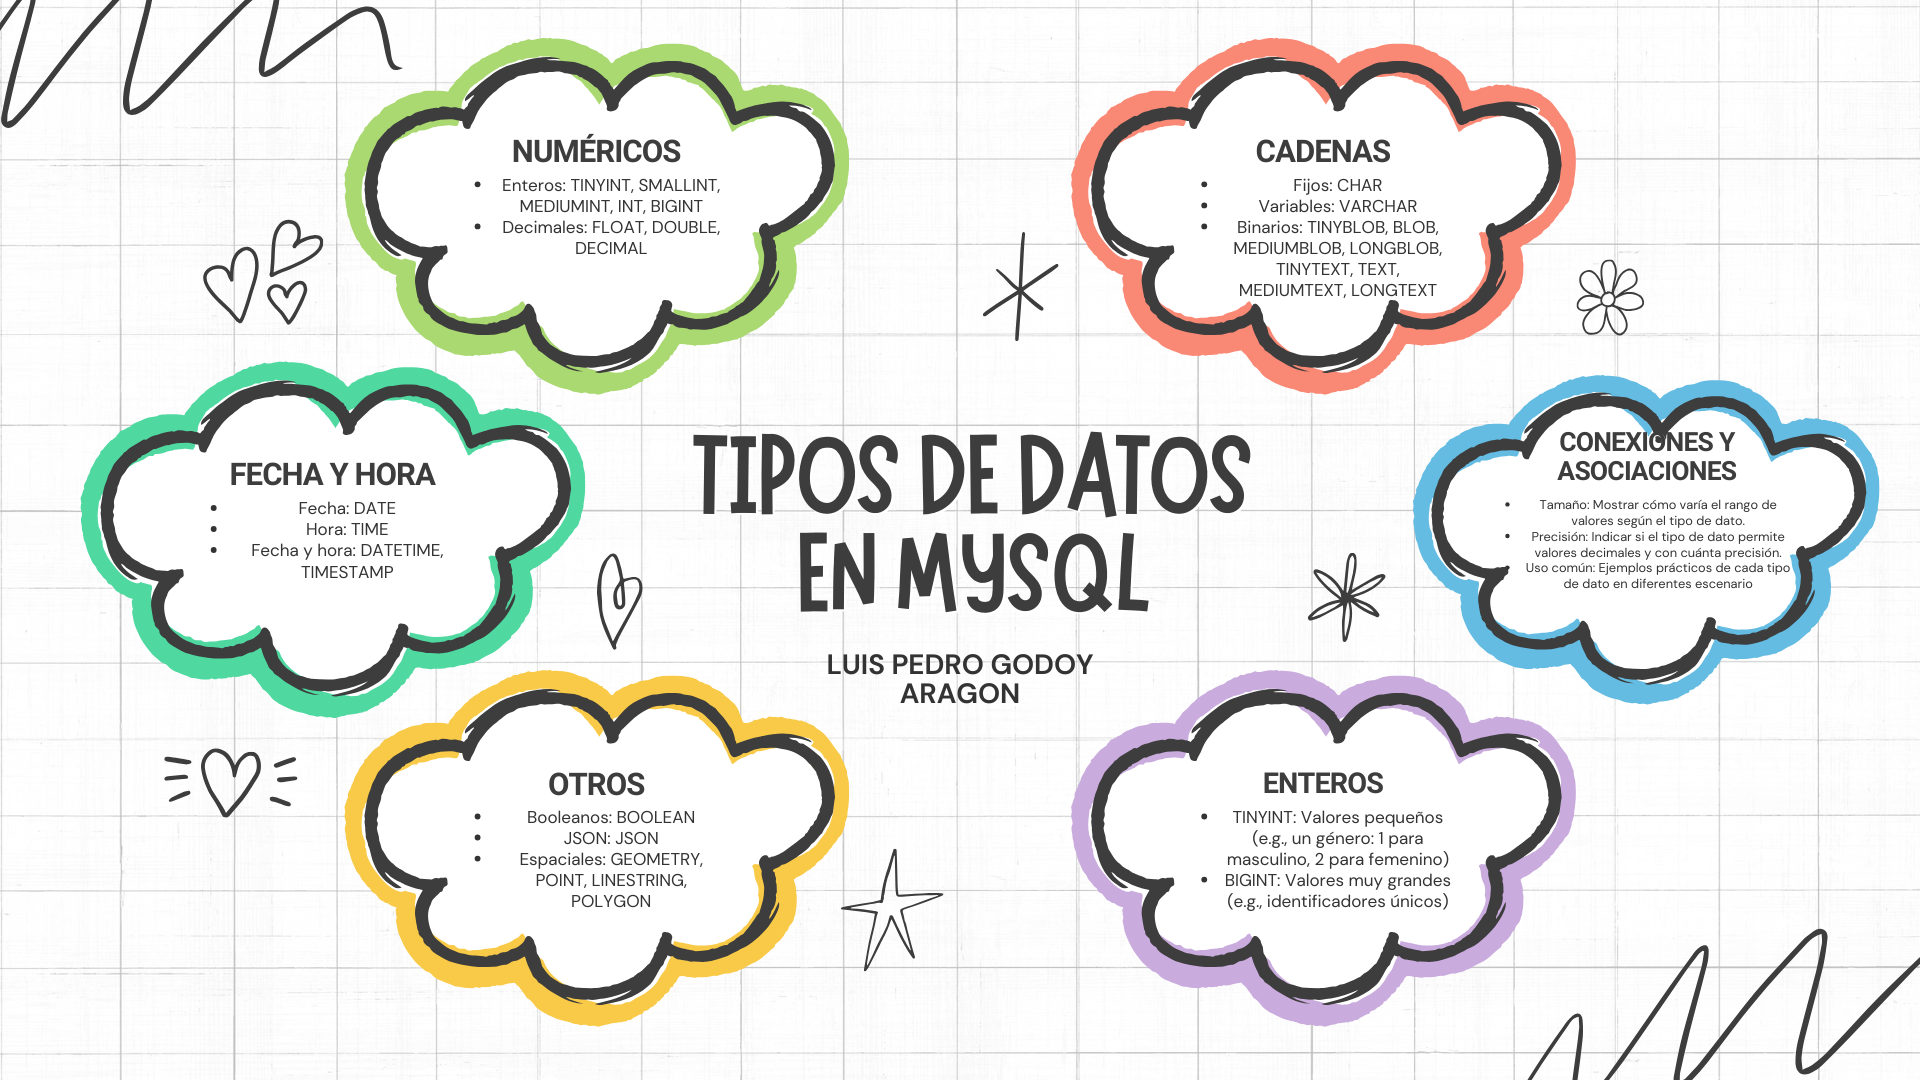 NUMÉRICOS
• Enteros: TINYINT, SMALLINT,
MEDIUMINT, INT, BIGINT
• Decimales: FLOAT, DOUBLE,
DECIMAL
CADENAS
• Fijos: CHAR
• Variables: VARCHAR
• Binarios: TINYBLOB, BLOB,
MEDIUMBLOB, LONGBLOB,
TINYTEXT, TEXT,
MEDIUMTEXT, LONGTEXT
FECHA Y HORA
• Fecha: DATE
• Hora: TIME
• Fecha y hora: DATETIME,
TIMESTAMP
TIPOS DE DATOS
EN MYSQL
LUIS PEDRO GODOY
ARAGON
CONEXIONES Y
ASOCIACIONES
• Tamaño: Mostrar cómo varía el rango de
valores según el tipo de dato.
• Precisión: Indicar si el tipo de dato permite
valores decimales y con cuánta precisión.
• Uso común: Ejemplos prácticos de cada tipo
de dato en diferentes escenario
OTROS
• Booleanos: BOOLEAN
• JSON: JSON
• Espaciales: GEOMETRY,
POINT, LINESTRING,
POLYGON
ENTEROS
• TINYINT: Valores pequeños
(e.g., un género: 1 para
masculino, 2 para femenino)
• BIGINT: Valores muy grandes
(e.g., identificadores únicos)